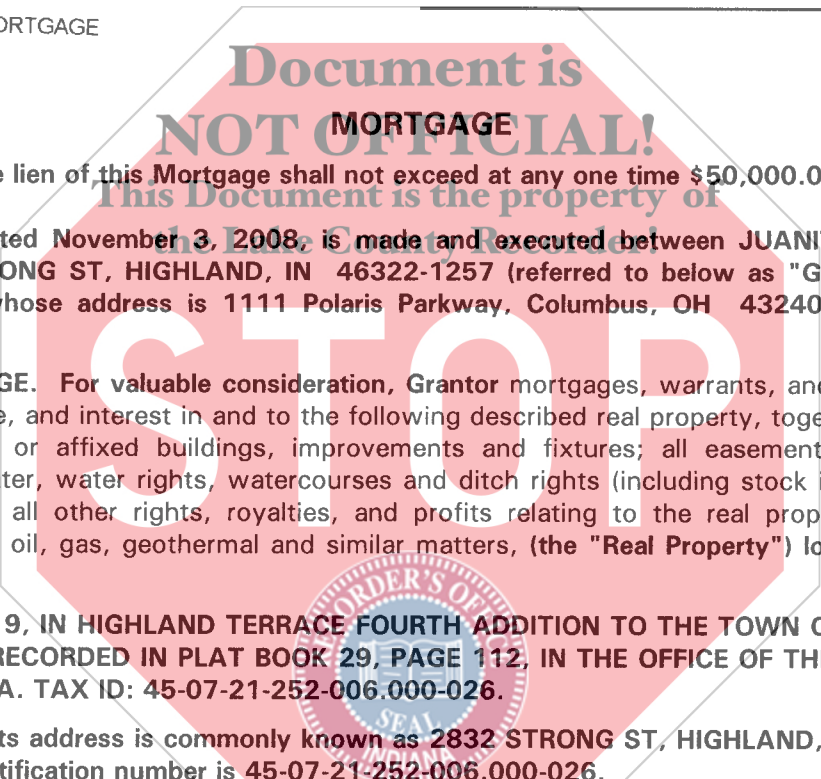 ORTGAGE
Document is
NOT OFFICIAL!
MORTGAGE
e lien of this Mortgage shall not exceed at any one time $50,000.0
This Document is the property of
the Lake County Recorder!
ted November 3, 2008, is made and executed between JUANI
ONG ST, HIGHLAND, IN 46322-1257 (referred to below as "G
whose address is 1111 Polaris Parkway, Columbus, OH 43240
STOP
GE. For valuable consideration, Grantor mortgages, warrants, and
e, and interest in and to the following described real property, toge
or affixed buildings, improvements and fixtures; all easement
ter, water rights, watercourses and ditch rights (including stock i
all other rights, royalties, and profits relating to the real prop
oil, gas, geothermal and similar matters, (the "Real Property") lo
RECORDER'S OFFICE
9, IN HIGHLAND TERRACE FOURTH ADDITION TO THE TOWN O
RECORDED IN PLAT BOOK 29, PAGE 112, IN THE OFFICE OF TH
A. TAX ID: 45-07-21-252-006.000-026.
SEAL
INDIANA
ts address is commonly known as 2832 STRONG ST, HIGHLAND,
tification number is 45-07-21-252-006.000-026.